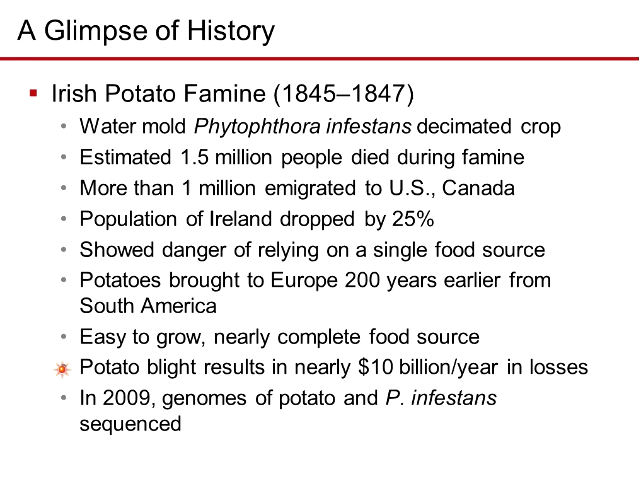 A Glimpse of History
▪ Irish Potato Famine (1845–1847)
• Water mold Phytophthora infestans decimated crop
• Estimated 1.5 million people died during famine
• More than 1 million emigrated to U.S., Canada
• Population of Ireland dropped by 25%
• Showed danger of relying on a single food source
• Potatoes brought to Europe 200 years earlier from
South America
• Easy to grow, nearly complete food source
Potato blight results in nearly $10 billion/year in losses
• In 2009, genomes of potato and P. infestans
sequenced